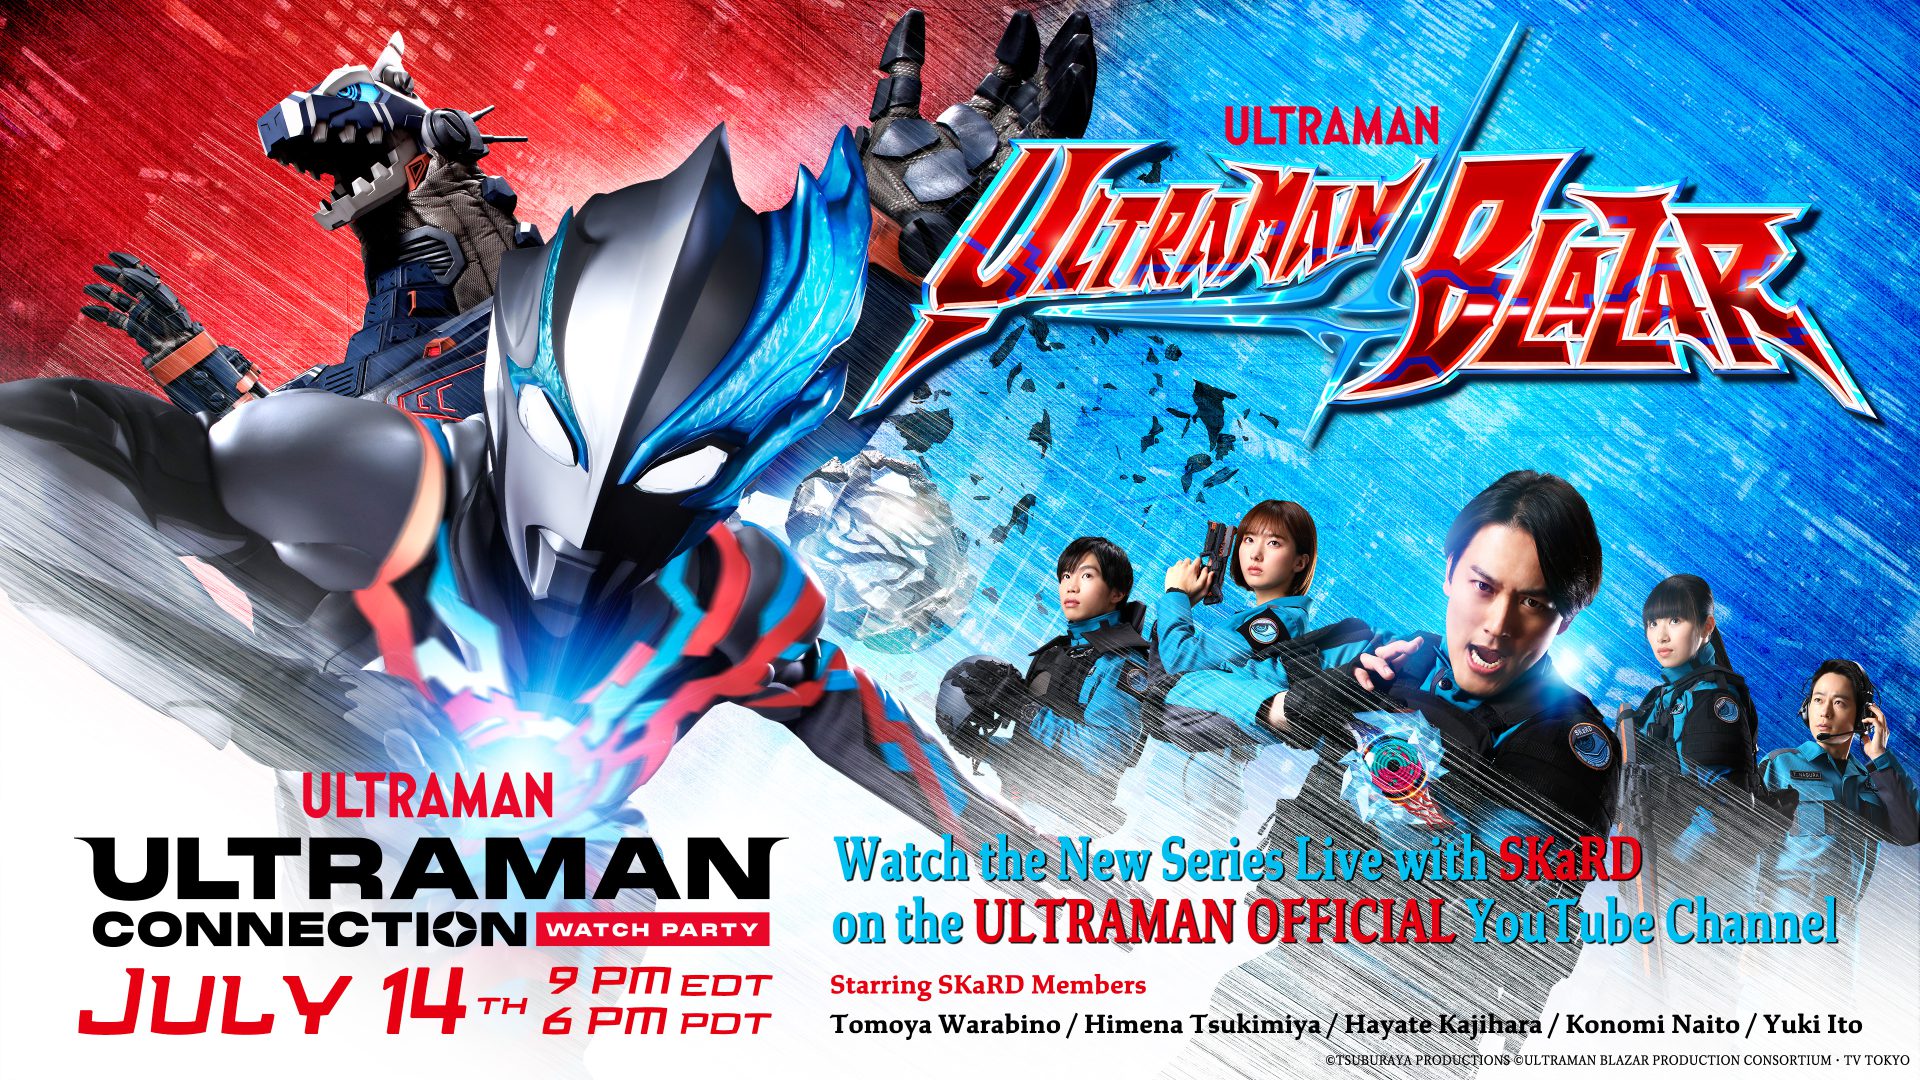 ULTRAMAN
ULTRAMAN BLAZAR
SKaRD
ULTRAMAN
ULTRAMAN
CONNECTION WATCH PARTY
JULY 14TH 9 PM EDT
6 PM PDT
Watch the New Series Live with SKaRD
on the ULTRAMAN OFFICIAL YouTube Channel
Starring SKaRD Members
Tomoya Warabino / Himena Tsukimiya / Hayate Kajihara / Konomi Naito / Yuki Ito
©TSUBURAYA PRODUCTIONS ©ULTRAMAN BLAZAR PRODUCTION CONSORTIUM・TV TOKYO